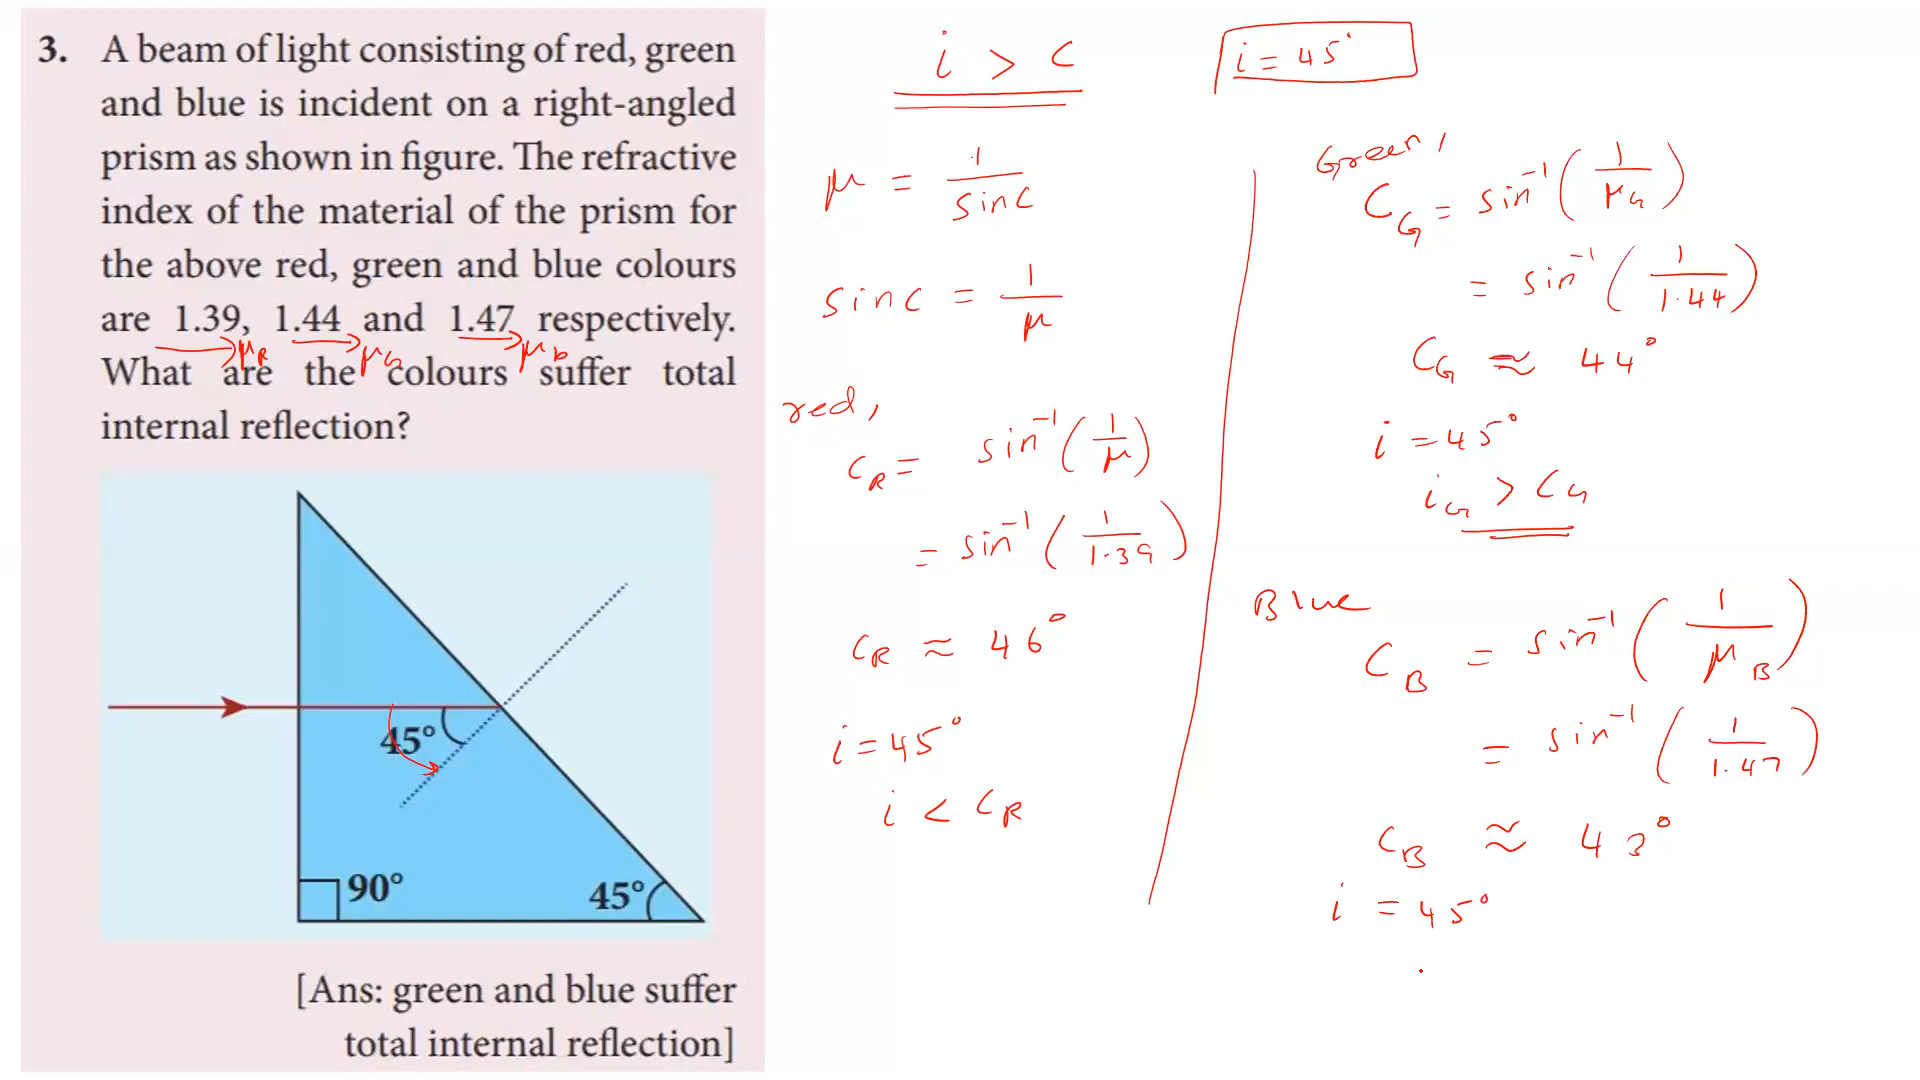 3. A beam of light consisting of red, green
and blue is incident on a right-angled
prism as shown in figure. The refractive
index of the material of the prism for
the above red, green and blue colours
are 1.39, 1.44 and 1.47 respectively.
μR μG μb
What are the colours suffer total
internal reflection?
45°
90°
45°
[Ans: green and blue suffer
total internal reflection]
i > c
μ = 1/sinc
sinc = 1/μ
red,
CR = sin⁻¹(1/μ)
= sin⁻¹(1/1.39)
CR ≈ 46°
i = 45°
i < CR
i = 45°
Green,
CG = sin⁻¹(1/μG)
= sin⁻¹(1/1.44)
CG ≈ 44°
i = 45°
iG > CG
Blue
CB = sin⁻¹(1/μB)
= sin⁻¹(1/1.47)
CB ≈ 43°
i = 45°